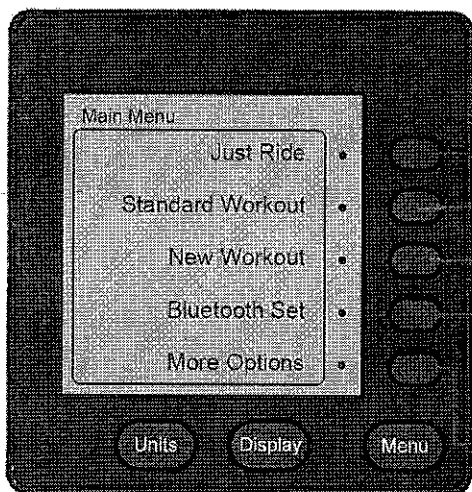 Main Menu
Just Ride
Standard Workout
New Workout
Bluetooth Set
More Options
Units Display Menu